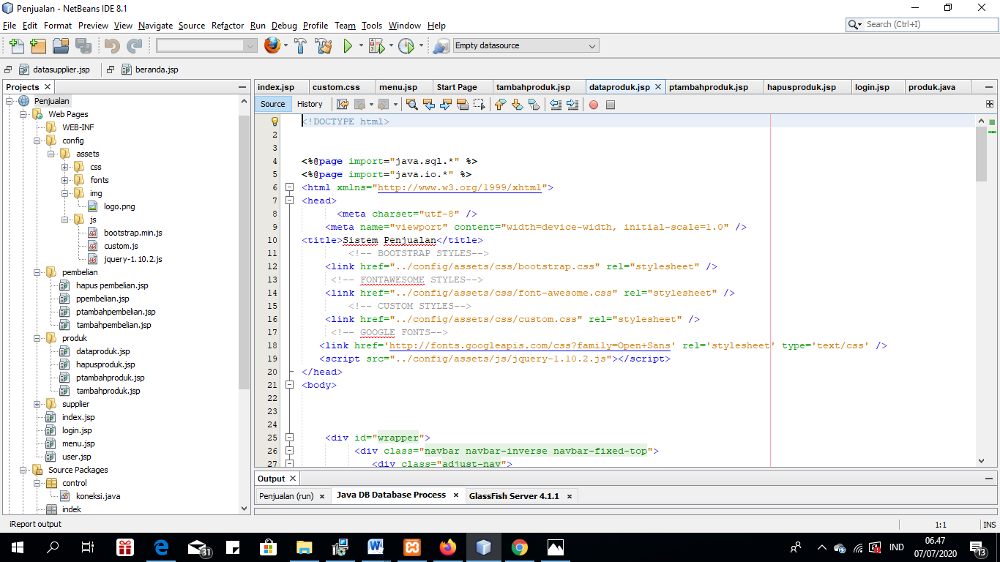 Penjualan - NetBeans IDE 8.1
File Edit Format Preview View Navigate Source Refactor Run Debug Profile Team Tools Window Help
Search (Ctrl+I)
Empty datasource
datasupplier.jsp beranda.jsp
Projects
Penjualan
Web Pages
WEB-INF
config
assets
css
fonts
img
logo.png
js
bootstrap.min.js
custom.js
jquery-1.10.2.js
pembelian
hapus pembelian.jsp
ppembelian.jsp
ptambahpembelian.jsp
tambahpembelian.jsp
produk
dataproduk.jsp
hapusproduk.jsp
ptambahproduk.jsp
tambahproduk.jsp
supplier
index.jsp
login.jsp
menu.jsp
user.jsp
Source Packages
control
koneksi.java
indek
index.jsp custom.css menu.jsp Start Page tambahproduk.jsp dataproduk.jsp ptambahproduk.jsp hapusproduk.jsp login.jsp produk.java
Source History
<!DOCTYPE html>
2
3
4 <%@page import="java.sql.*" %>
5 <%@page import="java.io.*" %>
6 <html xmlns="http://www.w3.org/1999/xhtml">
7 <head>
8 <meta charset="utf-8" />
9 <meta name="viewport" content="width=device-width, initial-scale=1.0" />
10 <title>Sistem Penjualan</title>
11 <!-- BOOTSTRAP STYLES-->
12 <link href="../config/assets/css/bootstrap.css" rel="stylesheet" />
13 <!-- FONTAWESOME STYLES-->
14 <link href="../config/assets/css/font-awesome.css" rel="stylesheet" />
15 <!-- CUSTOM STYLES-->
16 <link href="../config/assets/css/custom.css" rel="stylesheet" />
17 <!-- GOOGLE FONTS-->
18 <link href='http://fonts.googleapis.com/css?family=Open+Sans' rel='stylesheet' type='text/css' />
19 <script src="../config/assets/js/jquery-1.10.2.js"></script>
20 </head>
21 <body>
22
23
24
25 <div id="wrapper">
26 <div class="navbar navbar-inverse navbar-fixed-top">
27 <div class="adjust-nav">
Output
Penjualan (run) Java DB Database Process GlassFish Server 4.1.1
iReport output
1:1 INS
31
IND
06.47
07/07/2020
13